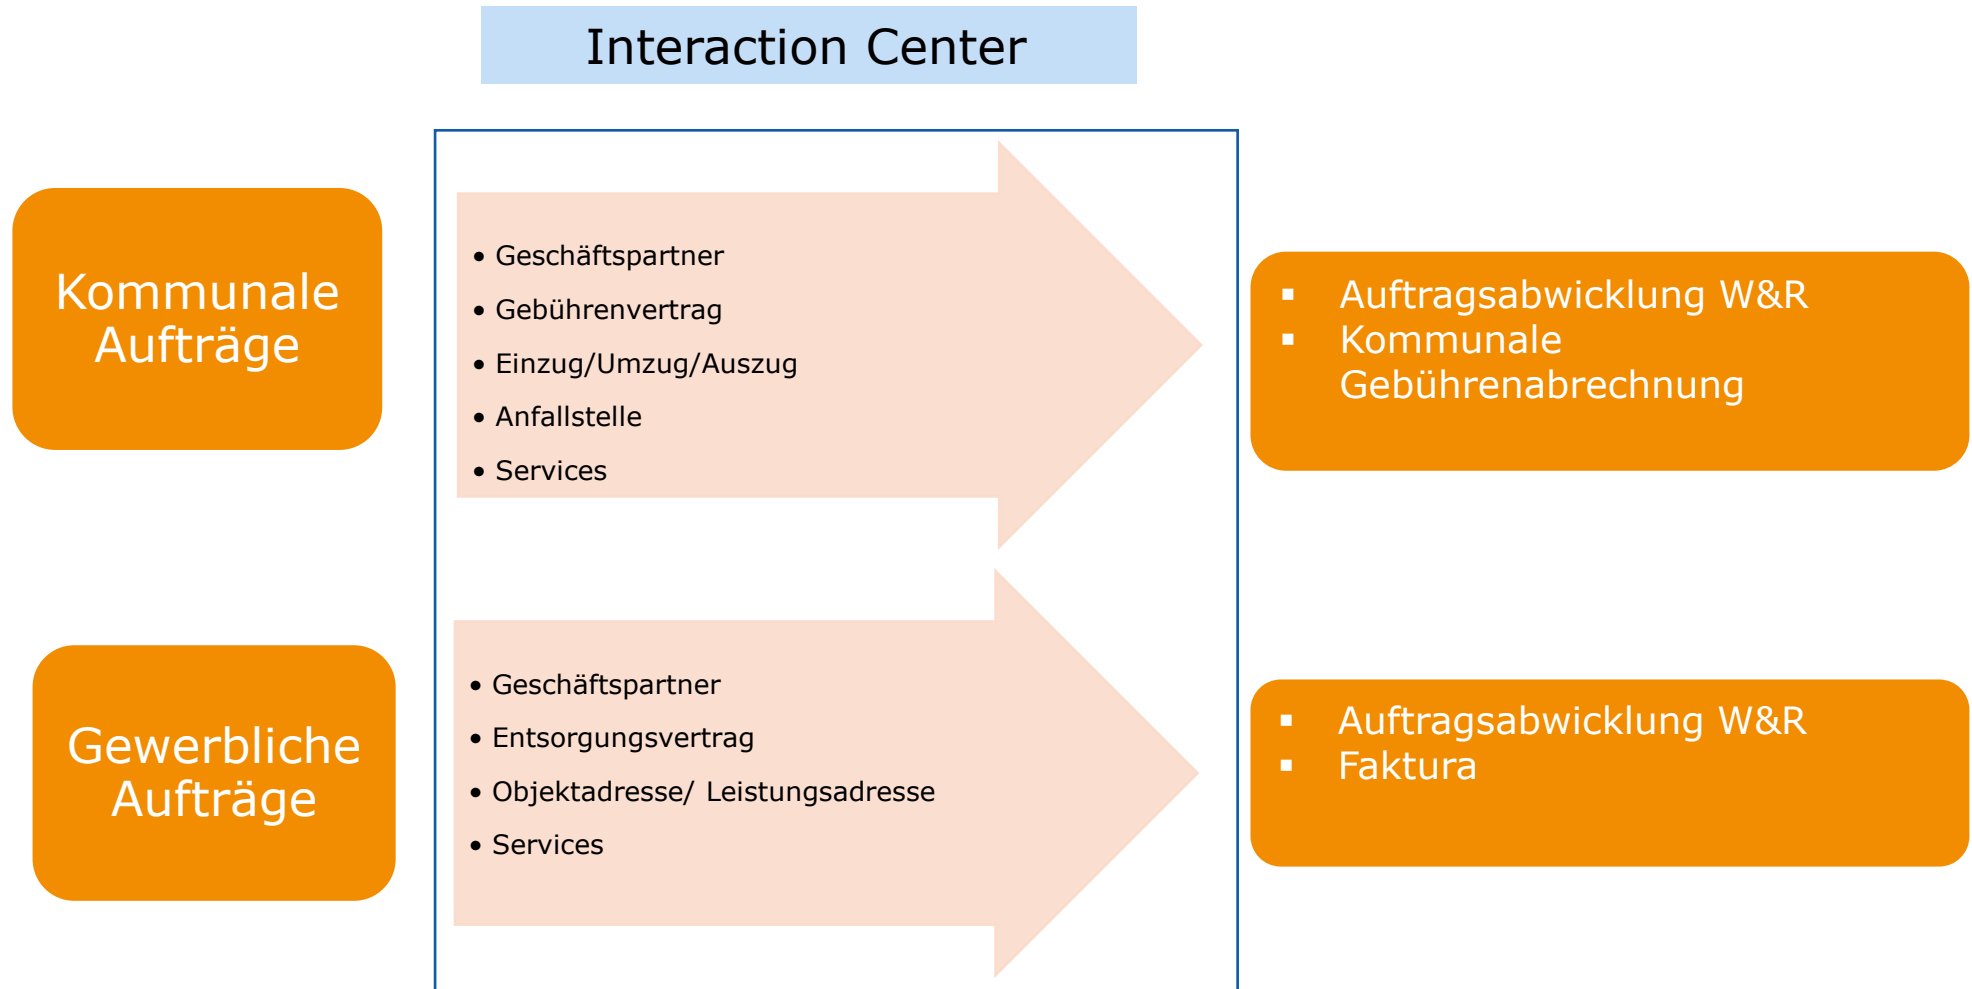 Interaction Center
Kommunale
Aufträge
• Geschäftspartner
• Gebührenvertrag
• Einzug/Umzug/Auszug
• Anfallstelle
• Services
▪ Auftragsabwicklung W&R
▪ Kommunale
Gebührenabrechnung
Gewerbliche
Aufträge
• Geschäftspartner
• Entsorgungsvertrag
• Objektadresse/ Leistungsadresse
• Services
▪ Auftragsabwicklung W&R
▪ Faktura